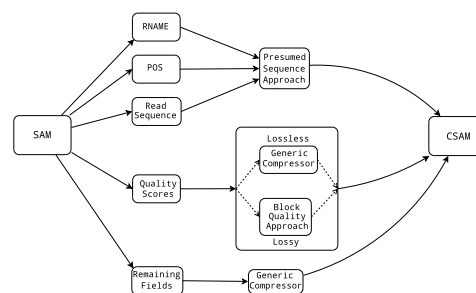 RNAME
POS
Read
Sequence
Presumed
Sequence
Approach
SAM
CSAM
Lossless
Generic
Compressor
Quality
Scores
Block
Quality
Approach
Lossy
Remaining
Fields
Generic
Compressor